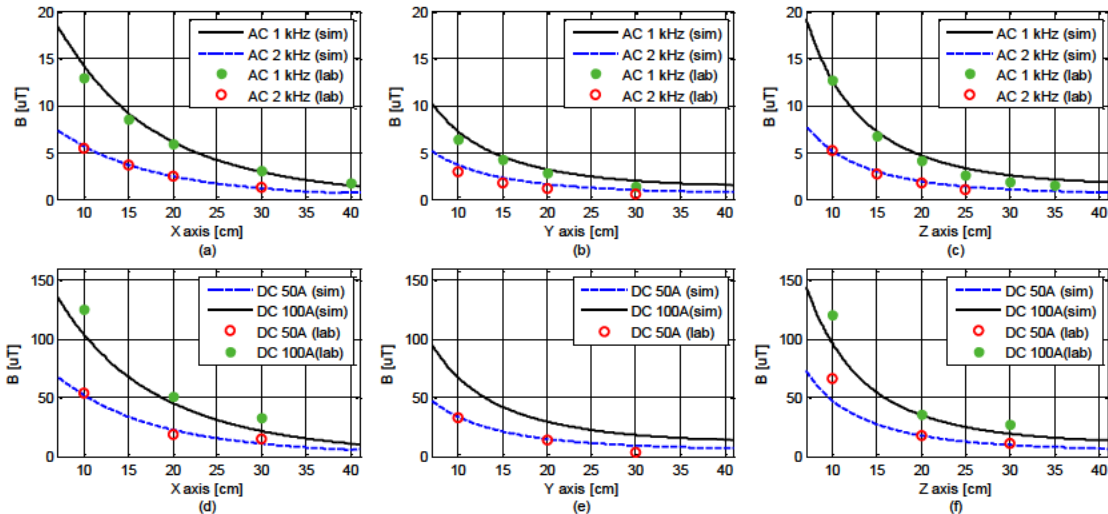 20
15
10
5
0
B [uT]
AC 1 kHz (sim)
AC 2 kHz (sim)
AC 1 kHz (lab)
AC 2 kHz (lab)
10 15 20 25 30 35 40
X axis [cm]
(a)
20
15
10
5
0
B [uT]
AC 1 kHz (sim)
AC 2 kHz (sim)
AC 1 kHz (lab)
AC 2 kHz (lab)
10 15 20 25 30 35 40
Y axis [cm]
(b)
20
15
10
5
0
B [uT]
AC 1 kHz (sim)
AC 2 kHz (sim)
AC 1 kHz (lab)
AC 2 kHz (lab)
10 15 20 25 30 35 40
Z axis [cm]
(c)
150
100
50
0
B [uT]
DC 50A (sim)
DC 100A(sim)
DC 50A (lab)
DC 100A(lab)
10 15 20 25 30 35 40
X axis [cm]
(d)
150
100
50
0
B [uT]
DC 50A (sim)
DC 100A(sim)
DC 50A (lab)
10 15 20 25 30 35 40
Y axis [cm]
(e)
150
100
50
0
B [uT]
DC 50A (sim)
DC 100A(sim)
DC 50A (lab)
DC 100A(lab)
10 15 20 25 30 35 40
Z axis [cm]
(f)